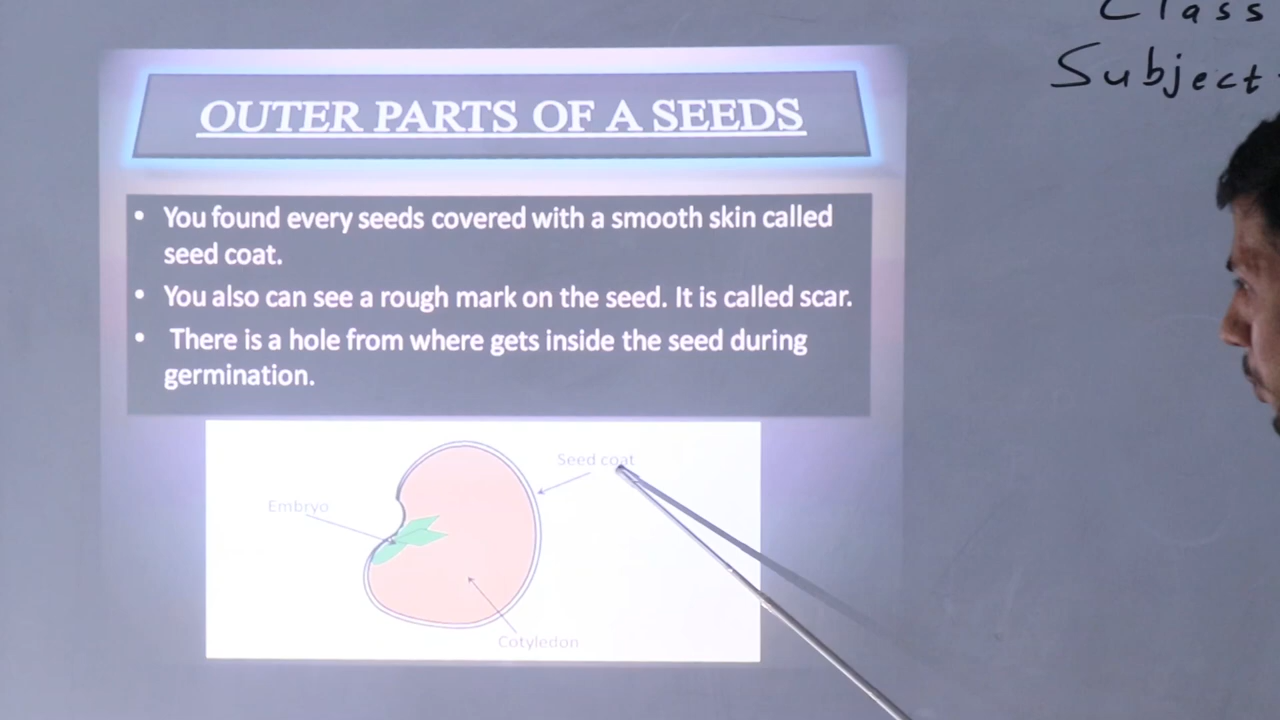 Class
Subject
OUTER PARTS OF A SEEDS
• You found every seeds covered with a smooth skin called
seed coat.
• You also can see a rough mark on the seed. It is called scar.
• There is a hole from where gets inside the seed during
germination.
Seed coat
Embryo
Cotyledon